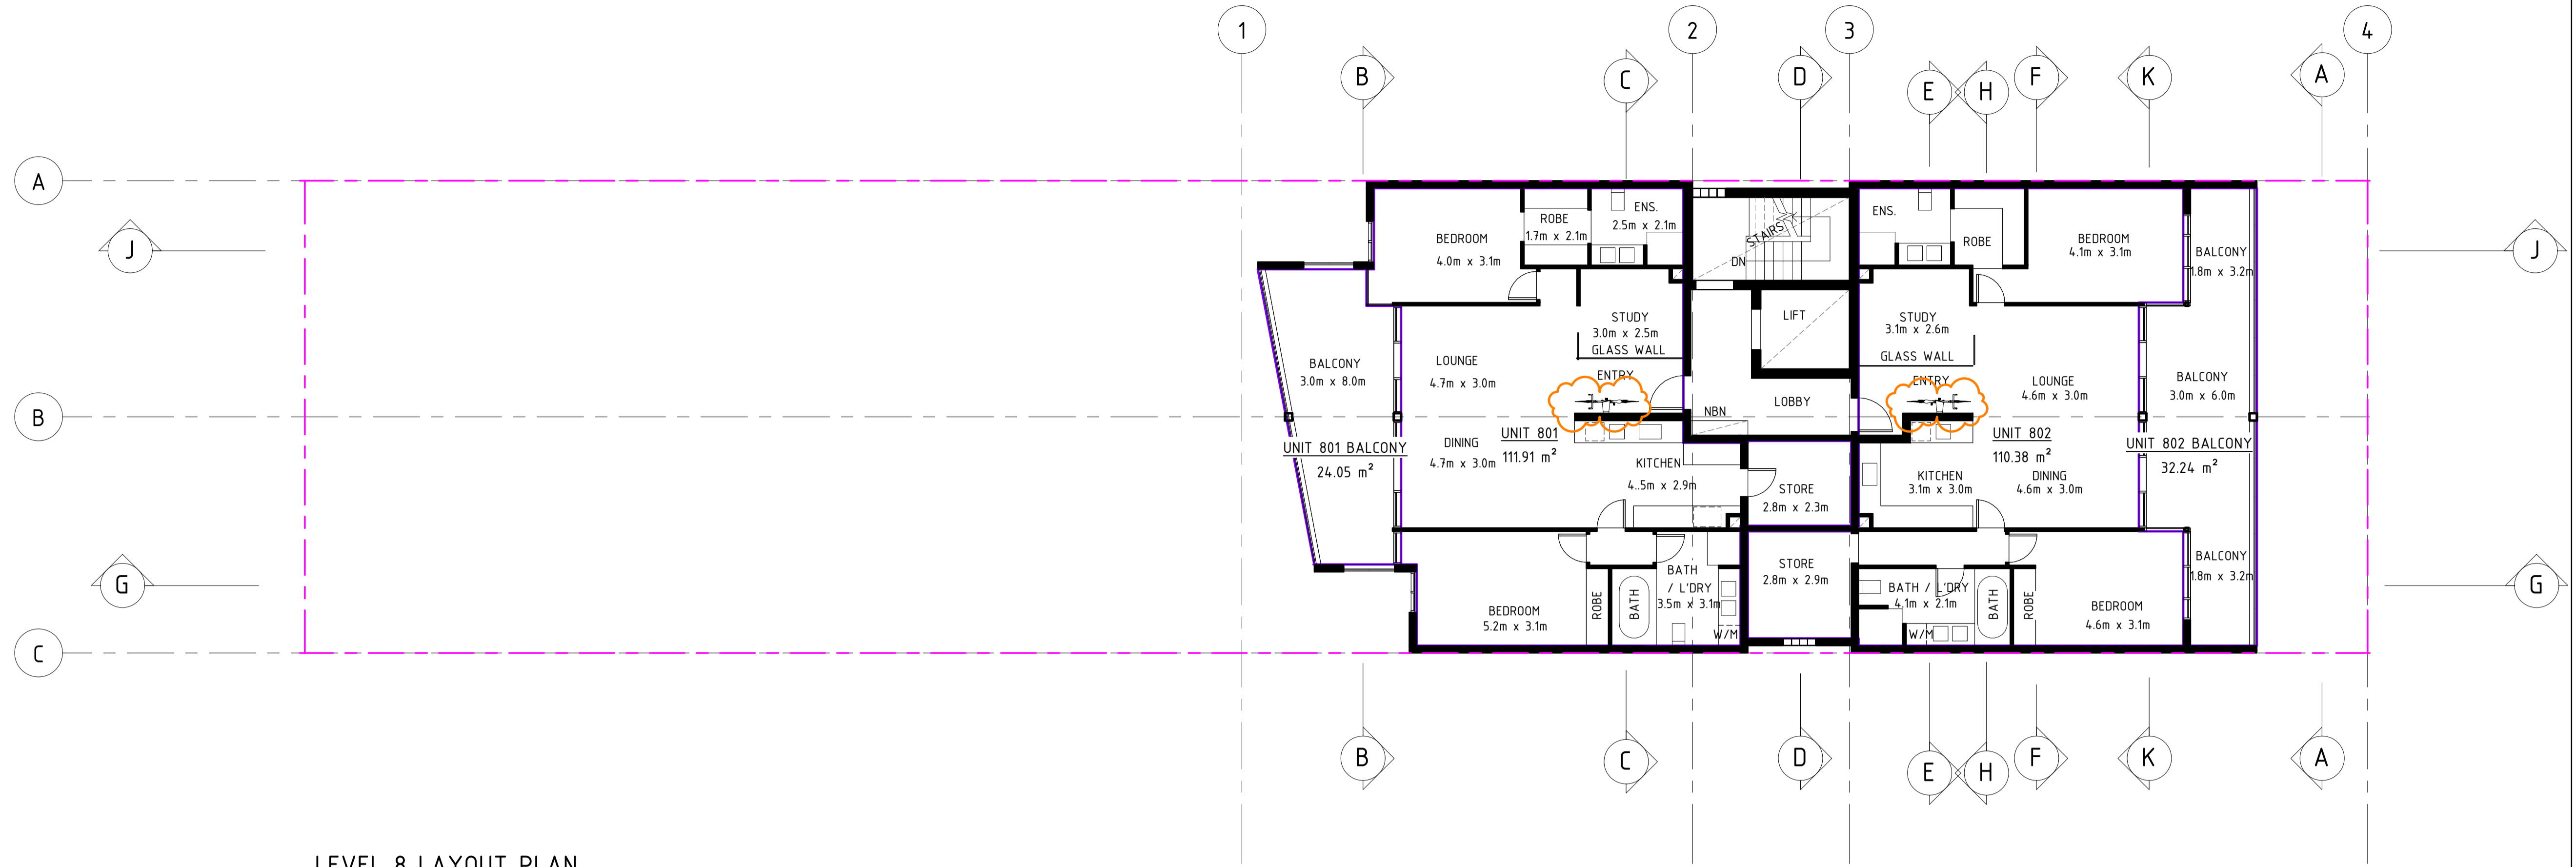 1
2
3
4
B
C
D
E
H
F
K
A
A
J
J
B
G
G
C
ROBE
1.7m x 2.1m
ENS.
2.5m x 2.1m
BEDROOM
4.0m x 3.1m
STAIRS
DN
ENS.
ROBE
BEDROOM
4.1m x 3.1m
BALCONY
1.8m x 3.2m
STUDY
3.0m x 2.5m
GLASS WALL
LIFT
STUDY
3.1m x 2.6m
GLASS WALL
BALCONY
3.0m x 8.0m
LOUNGE
4.7m x 3.0m
ENTRY
LOBBY
NBN
ENTRY
LOUNGE
4.6m x 3.0m
BALCONY
3.0m x 6.0m
UNIT 801 BALCONY
24.05 m²
DINING
4.7m x 3.0m
UNIT 801
111.91 m²
KITCHEN
4..5m x 2.9m
STORE
2.8m x 2.3m
KITCHEN
3.1m x 3.0m
UNIT 802
110.38 m²
DINING
4.6m x 3.0m
UNIT 802 BALCONY
32.24 m²
BEDROOM
5.2m x 3.1m
ROBE
BATH
BATH
/ L'DRY
3.5m x 3.1m
W/M
STORE
2.8m x 2.9m
BATH / L'DRY
4.1m x 2.1m
W/M
BATH
ROBE
BEDROOM
4.6m x 3.1m
BALCONY
1.8m x 3.2m
B
C
D
E
H
F
K
A
LEVEL 8 LAYOUT PLAN